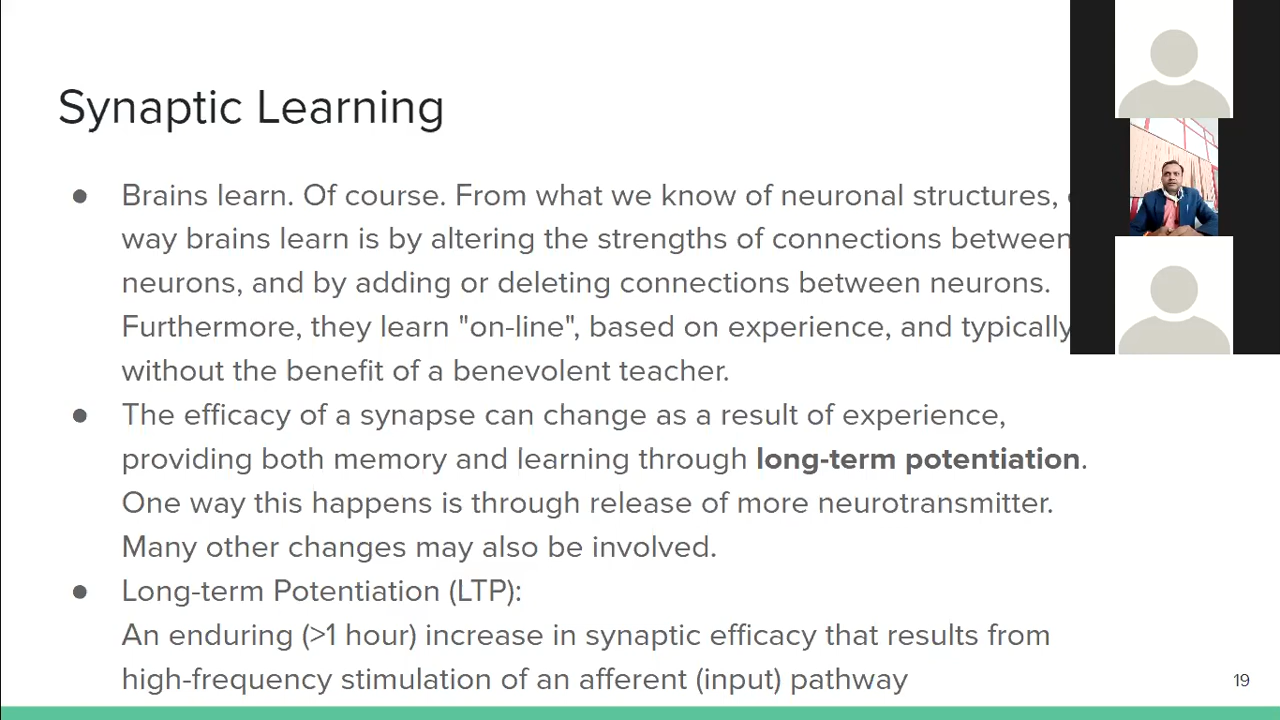 Synaptic Learning
● Brains learn. Of course. From what we know of neuronal structures,
way brains learn is by altering the strengths of connections between
neurons, and by adding or deleting connections between neurons.
Furthermore, they learn "on-line", based on experience, and typically
without the benefit of a benevolent teacher.
● The efficacy of a synapse can change as a result of experience,
providing both memory and learning through long-term potentiation.
One way this happens is through release of more neurotransmitter.
Many other changes may also be involved.
● Long-term Potentiation (LTP):
An enduring (>1 hour) increase in synaptic efficacy that results from
high-frequency stimulation of an afferent (input) pathway
19